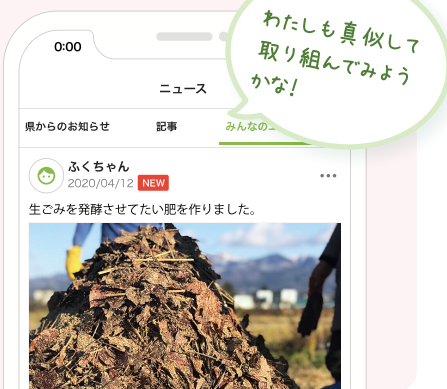 わたしも真似して
取り組んでみよう
かな!
0:00
ニュース
県からのお知らせ 記事 みんなの
ふくちゃん
2020/04/12 NEW
生ごみを発酵させてたい肥を作りました。